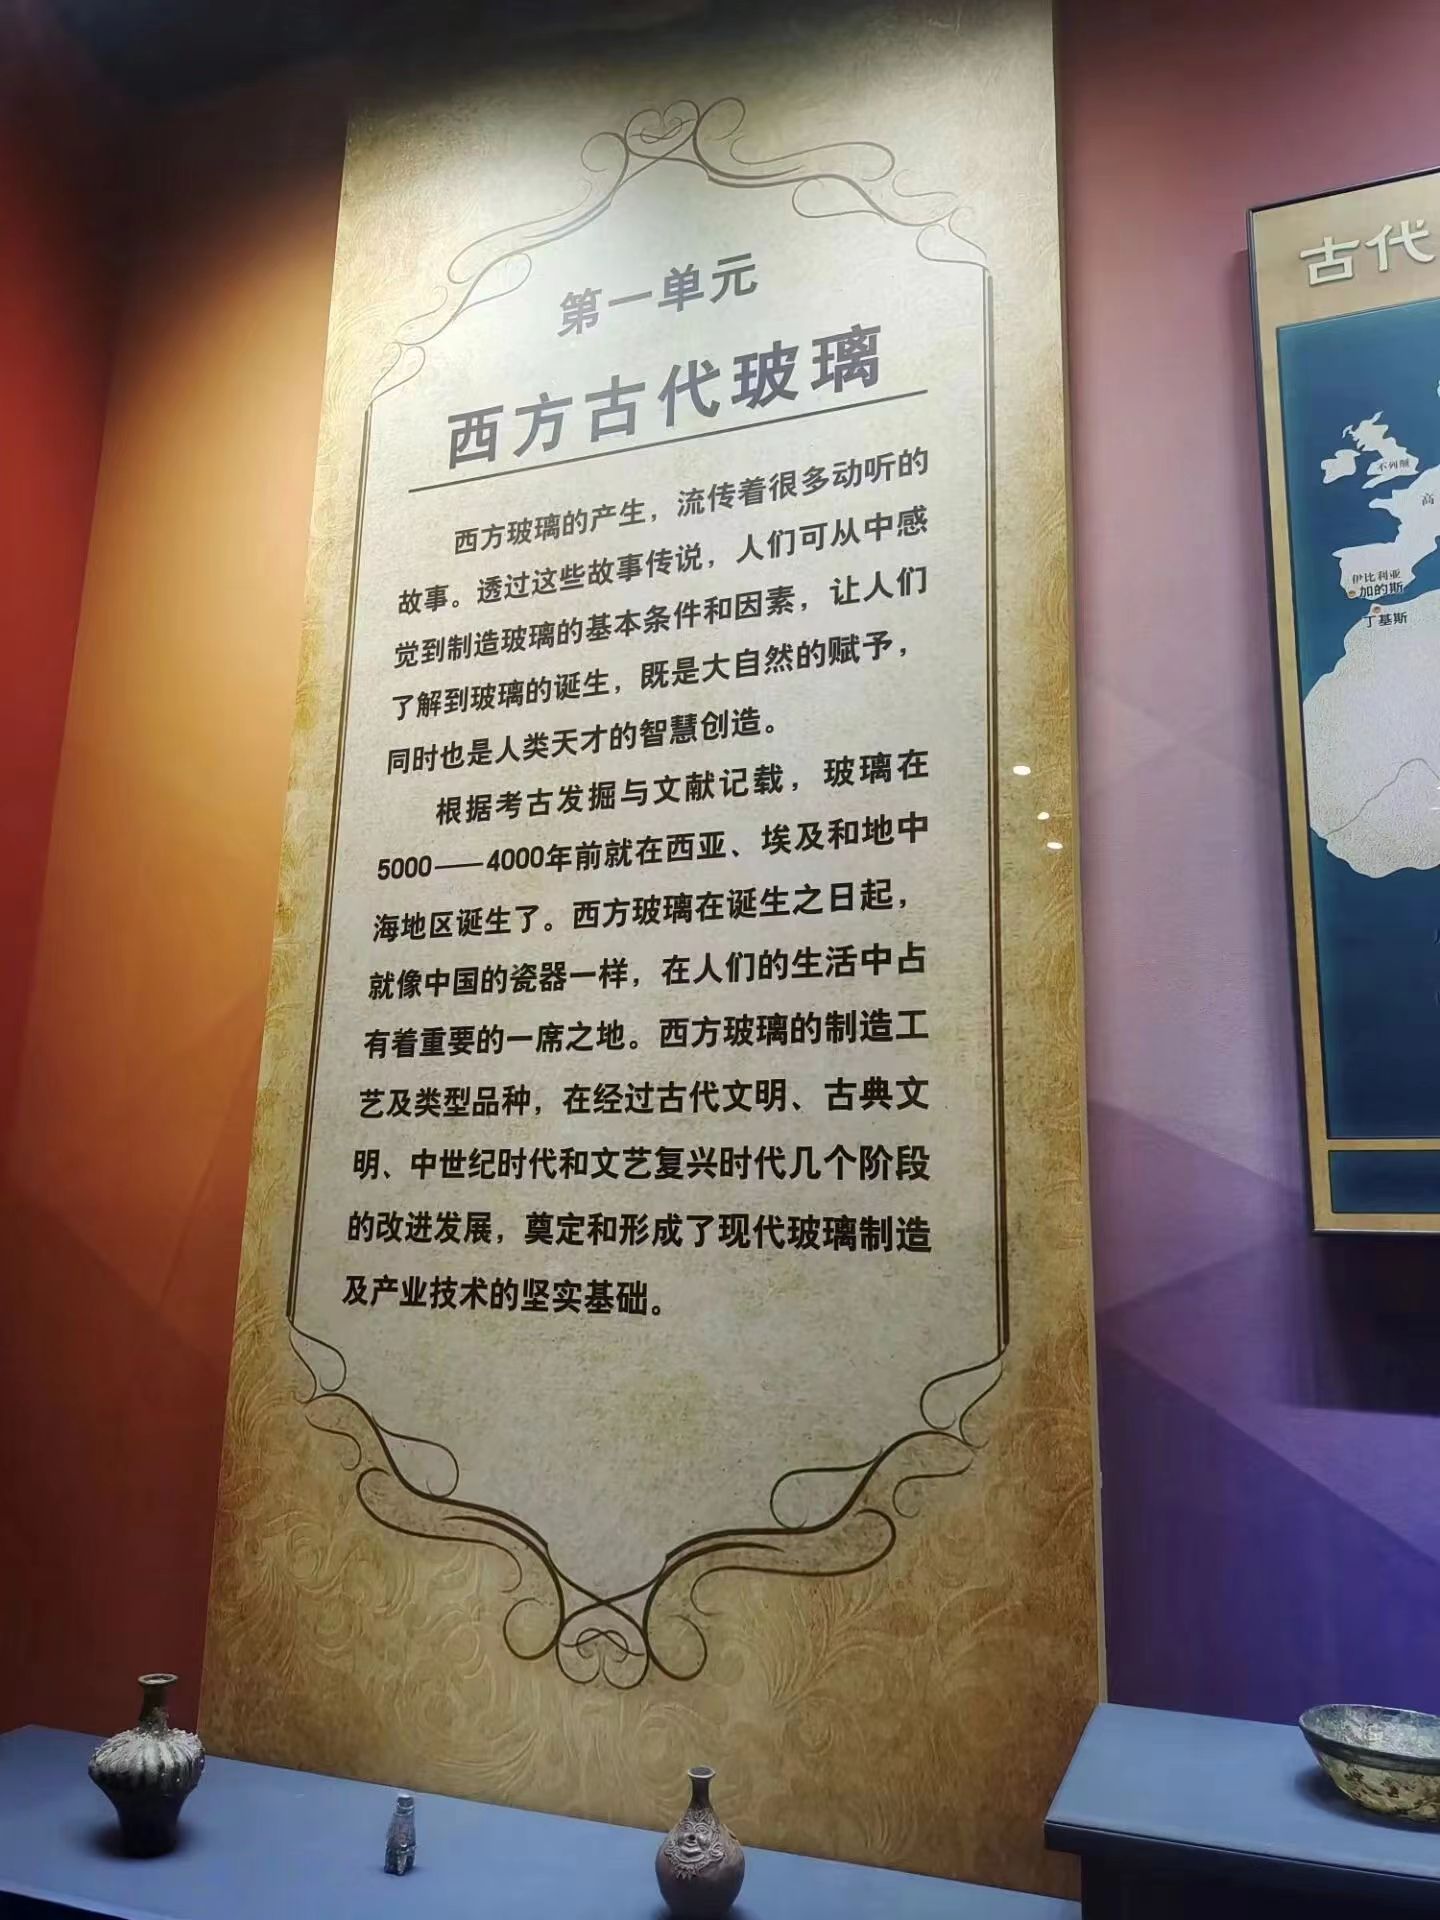 第一单元
西方古代玻璃
西方玻璃的产生，流传着很多动听的
故事。透过这些故事传说，人们可从中感
觉到制造玻璃的基本条件和因素，让人们
了解到玻璃的诞生，既是大自然的赋予，
同时也是人类天才的智慧创造。
根据考古发掘与文献记载，玻璃在
5000——4000年前就在西亚、埃及和地中
海地区诞生了。西方玻璃在诞生之日起，
就像中国的瓷器一样，在人们的生活中占
有着重要的一席之地。西方玻璃的制造工
艺及类型品种，在经过古代文明、古典文
明、中世纪时代和文艺复兴时代几个阶段
的改进发展，奠定和形成了现代玻璃制造
及产业技术的坚实基础。
古代
不列颠
高
伊比利亚
加的斯
丁基斯